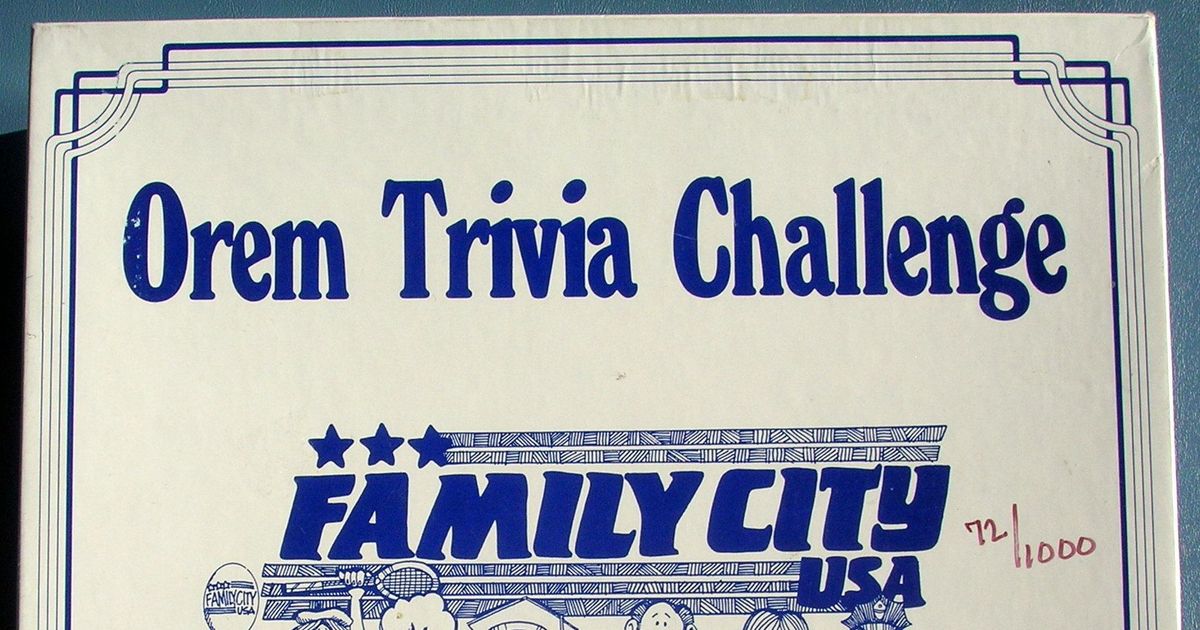 Orem Trivia Challenge
FAMILY CITY
USA
72/1000
FAMILY CITY
USA